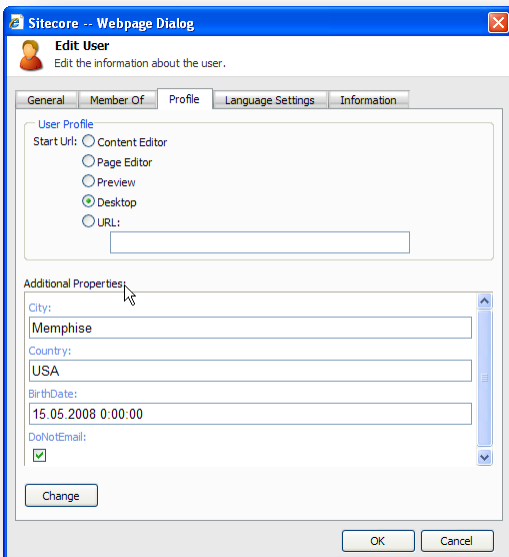 Sitecore -- Webpage Dialog
Edit User
Edit the information about the user.
General Member Of Profile Language Settings Information
User Profile
Start Url: Content Editor
Page Editor
Preview
Desktop
URL:
Additional Properties:
City:
Memphise
Country:
USA
BirthDate:
15.05.2008 0:00:00
DoNotEmail:
Change
OK Cancel